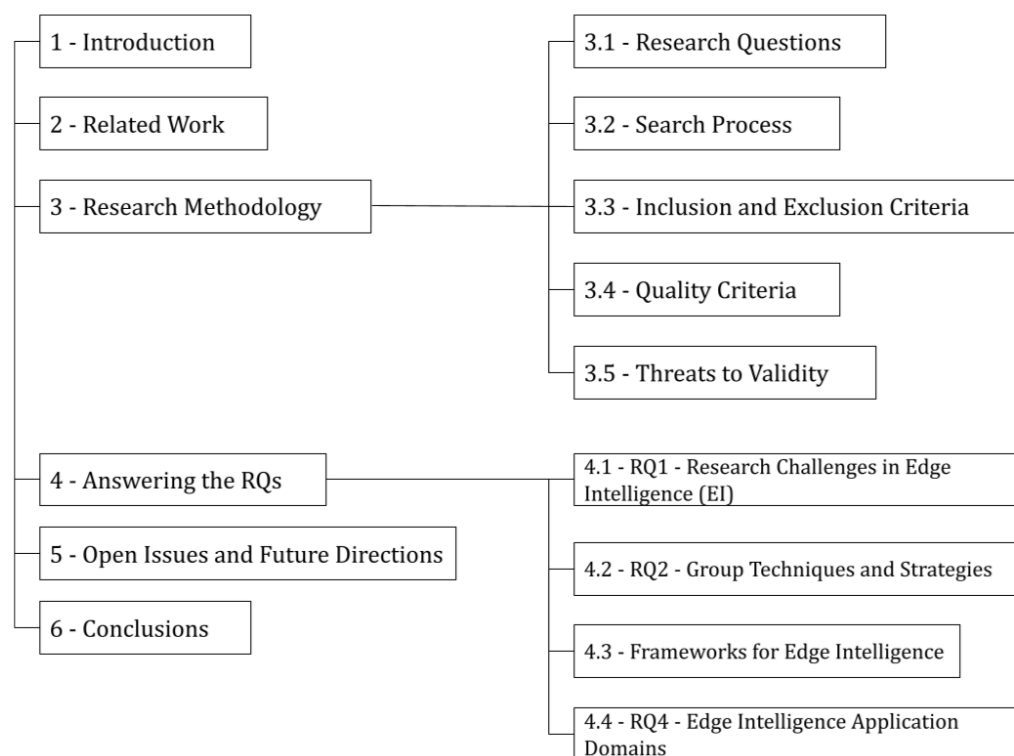 1 - Introduction
2 - Related Work
3 - Research Methodology
3.1 - Research Questions
3.2 - Search Process
3.3 - Inclusion and Exclusion Criteria
3.4 - Quality Criteria
3.5 - Threats to Validity
4 - Answering the RQs
4.1 - RQ1 - Research Challenges in Edge
Intelligence (EI)
4.2 - RQ2 - Group Techniques and Strategies
4.3 - Frameworks for Edge Intelligence
4.4 - RQ4 - Edge Intelligence Application
Domains
5 - Open Issues and Future Directions
6 - Conclusions